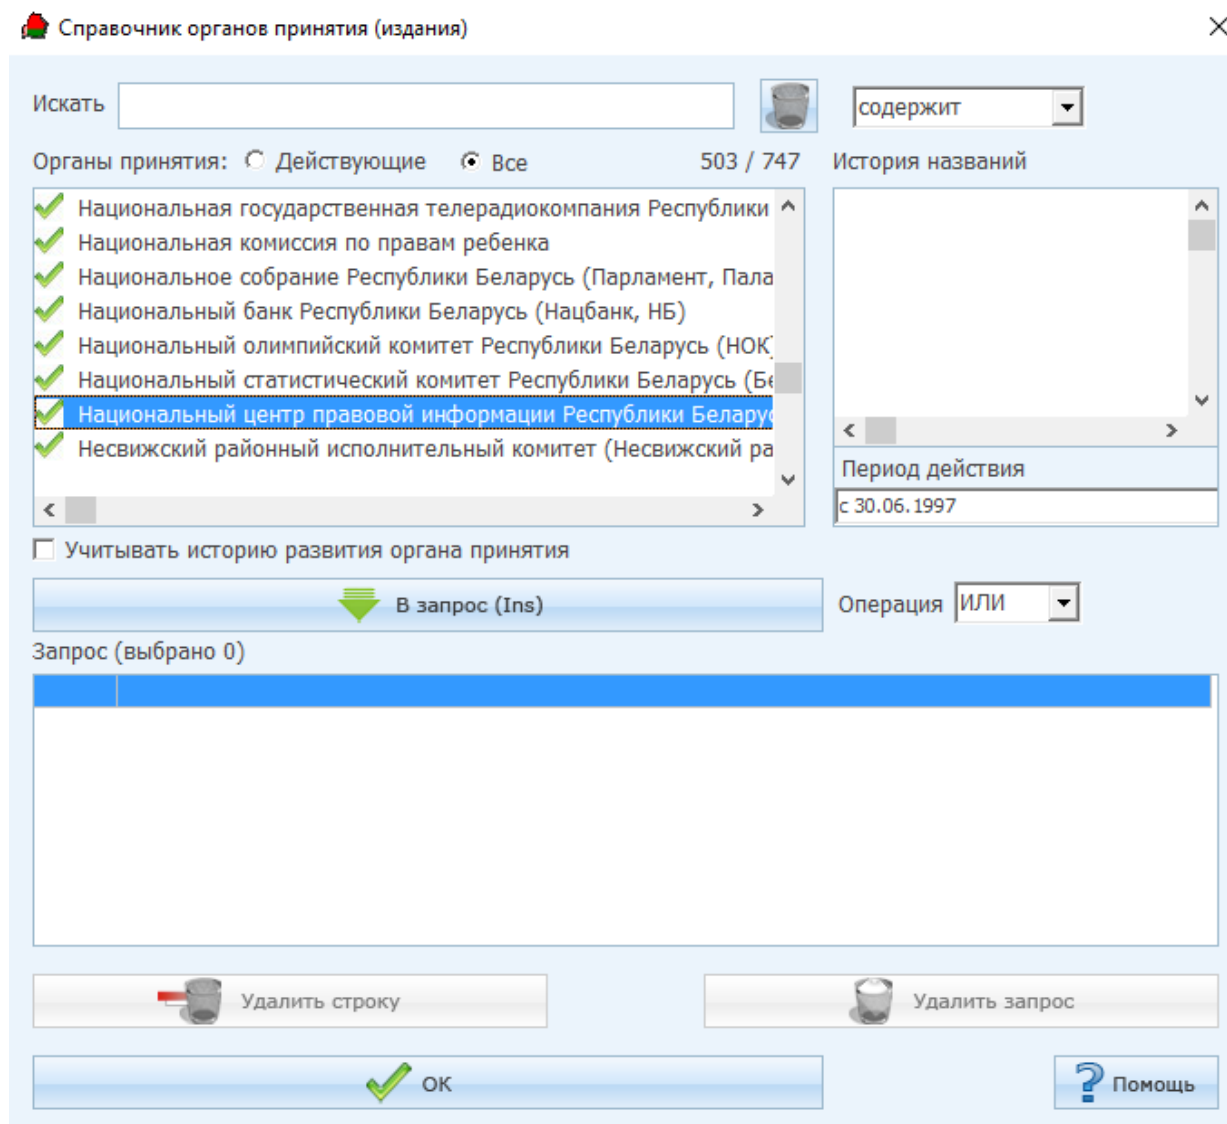 Справочник органов принятия (издания)
Искать
содержит
Органы принятия: Действующие Все 503 / 747
История названий
Национальная государственная телерадиокомпания Республики
Национальная комиссия по правам ребенка
Национальное собрание Республики Беларусь (Парламент, Пала
Национальный банк Республики Беларусь (Нацбанк, НБ)
Национальный олимпийский комитет Республики Беларусь (НОК)
Национальный статистический комитет Республики Беларусь (Бе
Национальный центр правовой информации Республики Беларус
Несвижский районный исполнительный комитет (Несвижский ра
Период действия
с 30.06.1997
Учитывать историю развития органа принятия
В запрос (Ins)
Операция ИЛИ
Запрос (выбрано 0)
Удалить строку
Удалить запрос
ОК
Помощь